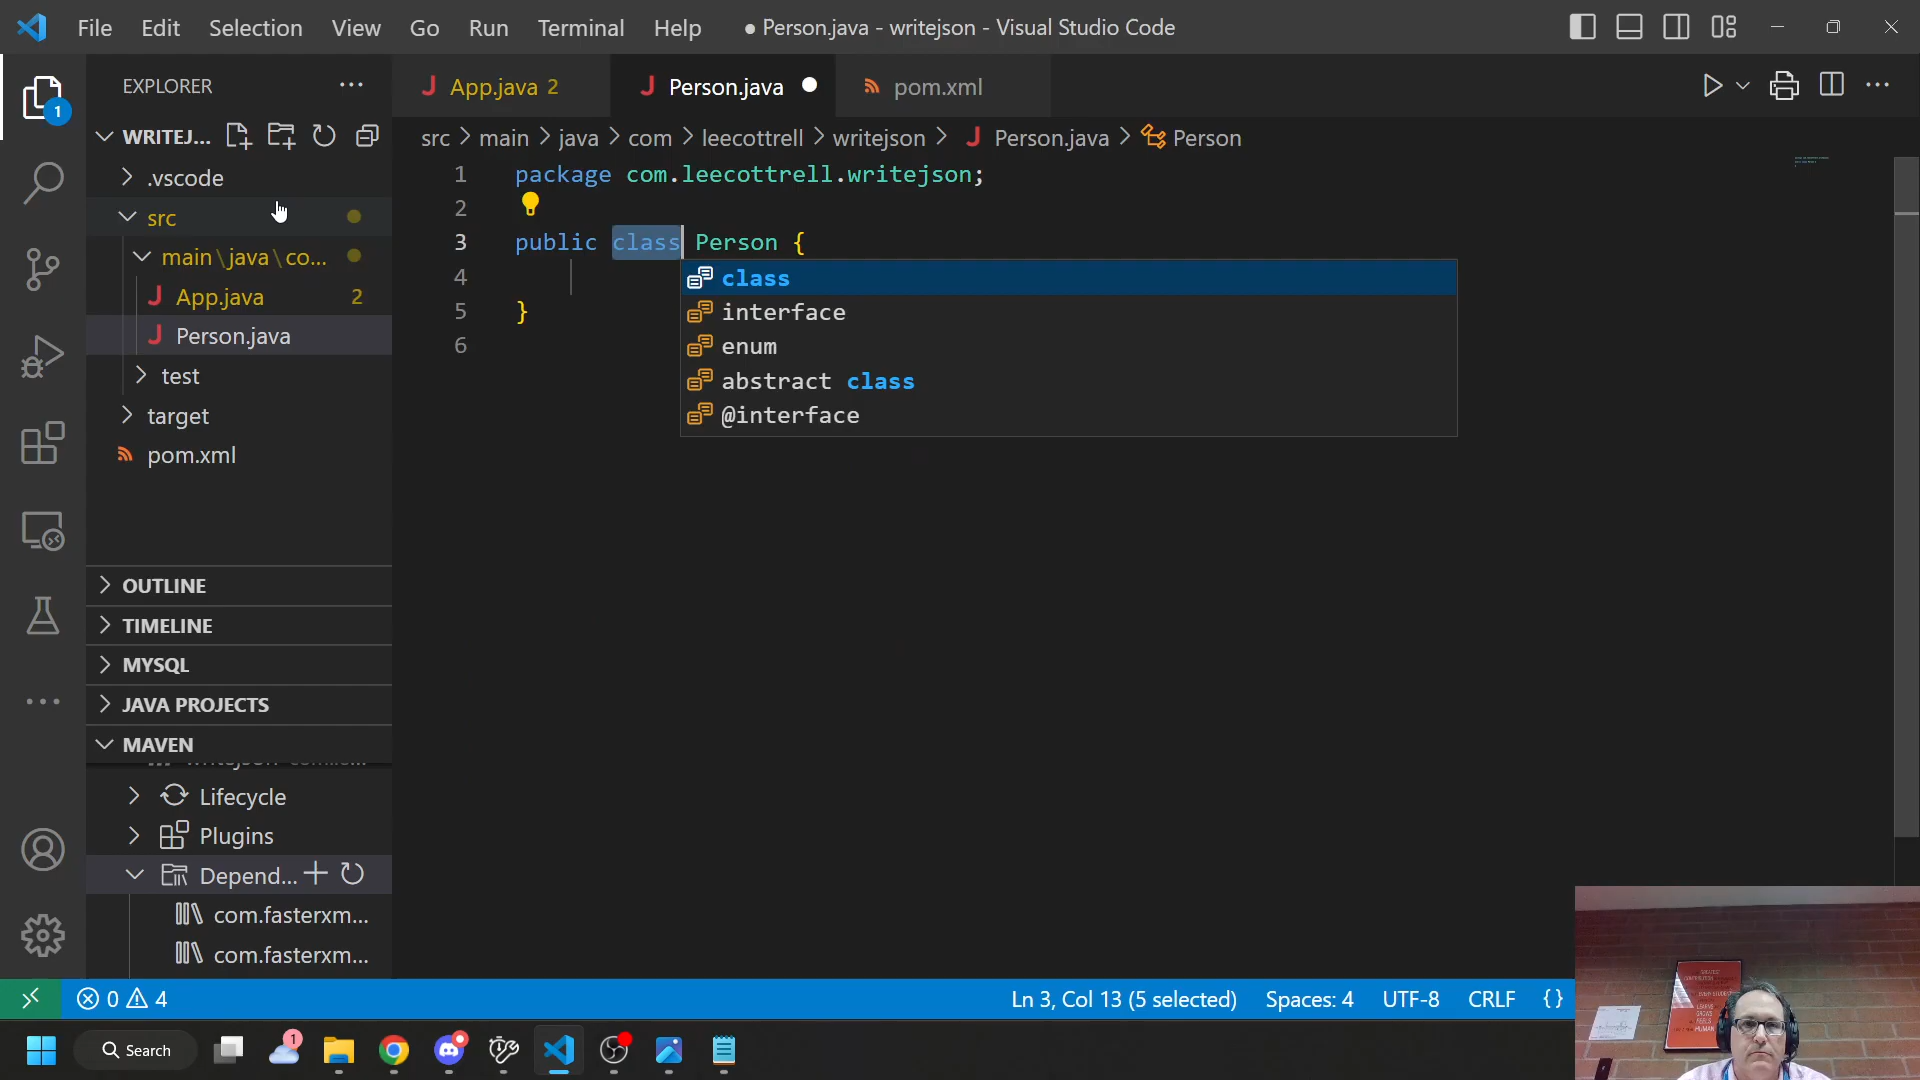 File Edit Selection View Go Run Terminal Help
● Person.java - writejson - Visual Studio Code
EXPLORER
App.java 2
Person.java
pom.xml
WRITEJ...
src > main > java > com > leecottrell > writejson > Person.java > Person
.vscode
src
main\java\co...
App.java 2
Person.java
test
target
pom.xml
1 package com.leecottrell.writejson;
2
3 public class Person {
4
5 }
6
class
interface
enum
abstract class
@interface
OUTLINE
TIMELINE
MYSQL
JAVA PROJECTS
MAVEN
Lifecycle
Plugins
Depend...
com.fasterxm...
com.fasterxm...
1
0 4
Ln 3, Col 13 (5 selected) Spaces: 4 UTF-8 CRLF {}
Search
1